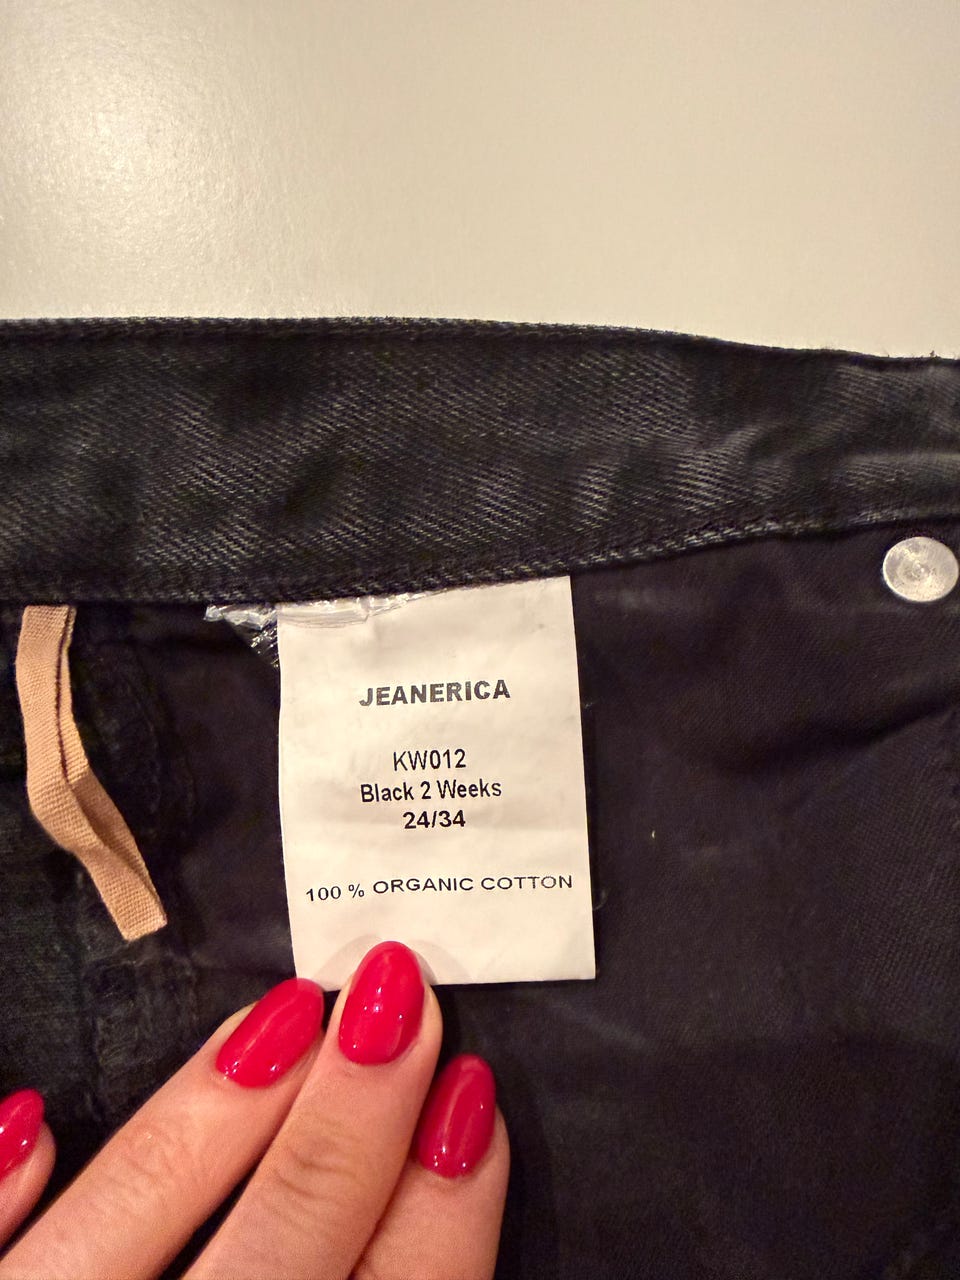 JEANERICA
KW012
Black 2 Weeks
24/34
100 % ORGANIC COTTON